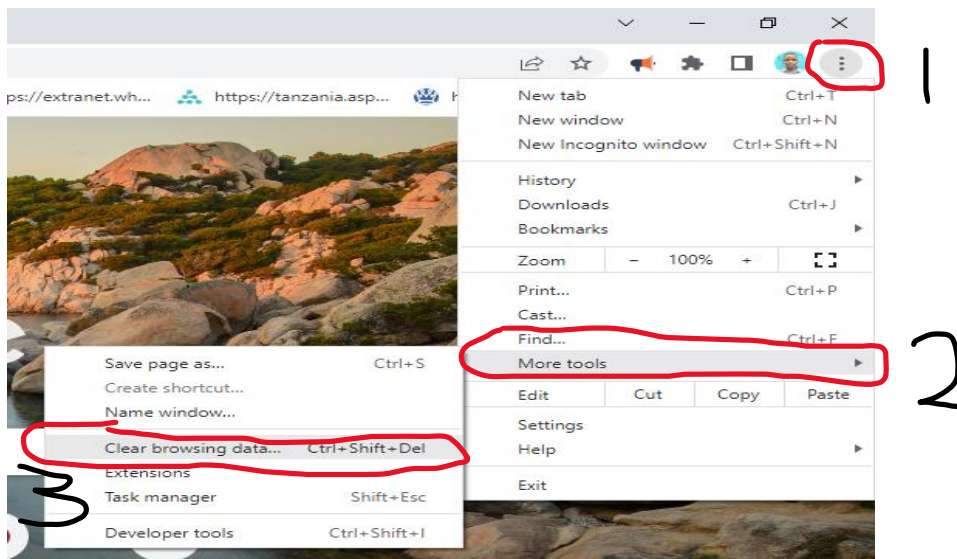 1
ps://extranet.wh... https://tanzania.asp... h
New tab Ctrl+T
New window Ctrl+N
New Incognito window Ctrl+Shift+N
History
Downloads Ctrl+J
Bookmarks
Zoom - 100% +
Print... Ctrl+P
Cast...
Find... Ctrl+F
More tools
2
Edit Cut Copy Paste
Settings
Help
Exit
Save page as... Ctrl+S
Create shortcut...
Name window...
Clear browsing data... Ctrl+Shift+Del
3
Extensions
Task manager Shift+Esc
Developer tools Ctrl+Shift+I